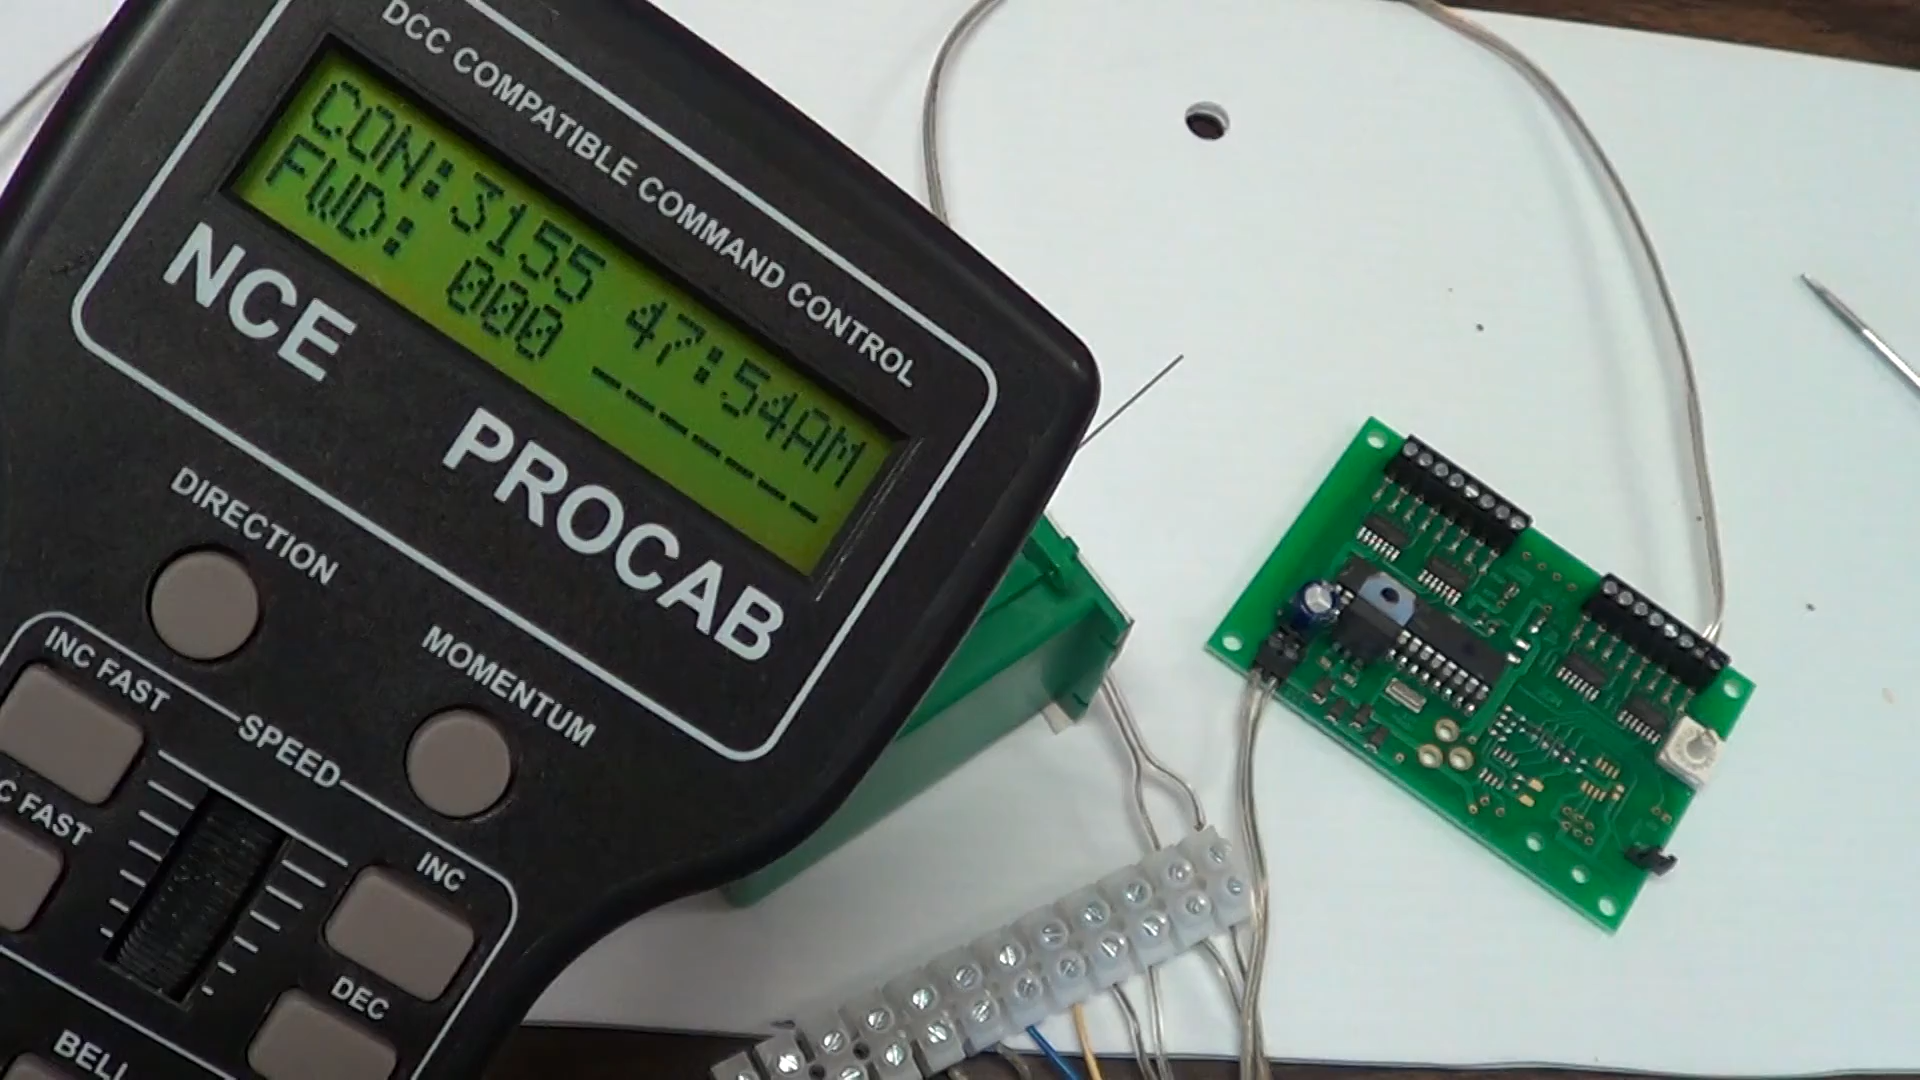 DCC COMPATIBLE COMMAND CONTROL
CON:3155 47:54AM
FWD: 000 -------
NCE
PROCAB
DIRECTION
MOMENTUM
INC FAST
SPEED
C FAST
INC
DEC
BELL